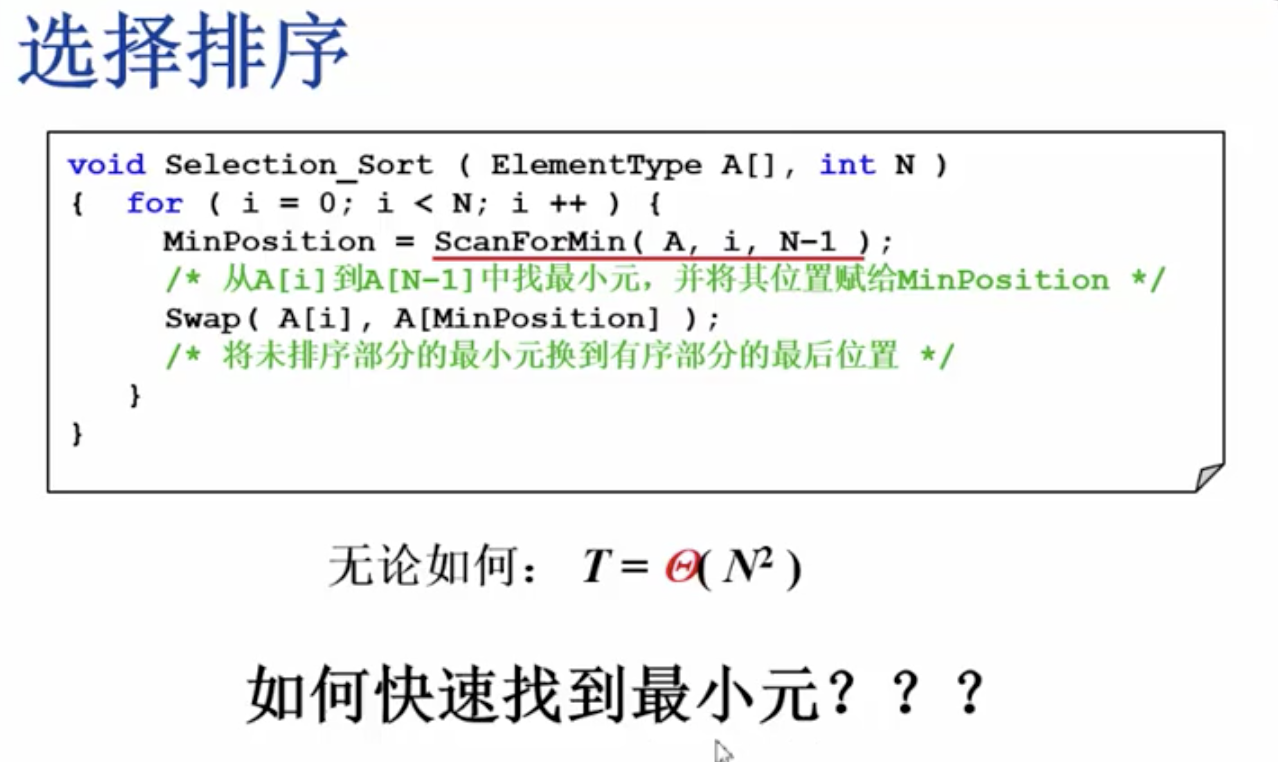 选择排序
void Selection_Sort ( ElementType A[], int N )
{ for ( i = 0; i < N; i ++ ) {
MinPosition = ScanForMin( A, i, N–1 );
/* 从A[i]到A[N–1]中找最小元，并将其位置赋给MinPosition */
Swap( A[i], A[MinPosition] );
/* 将未排序部分的最小元换到有序部分的最后位置 */
}
}
无论如何： T = Θ( N² )
如何快速找到最小元？？？